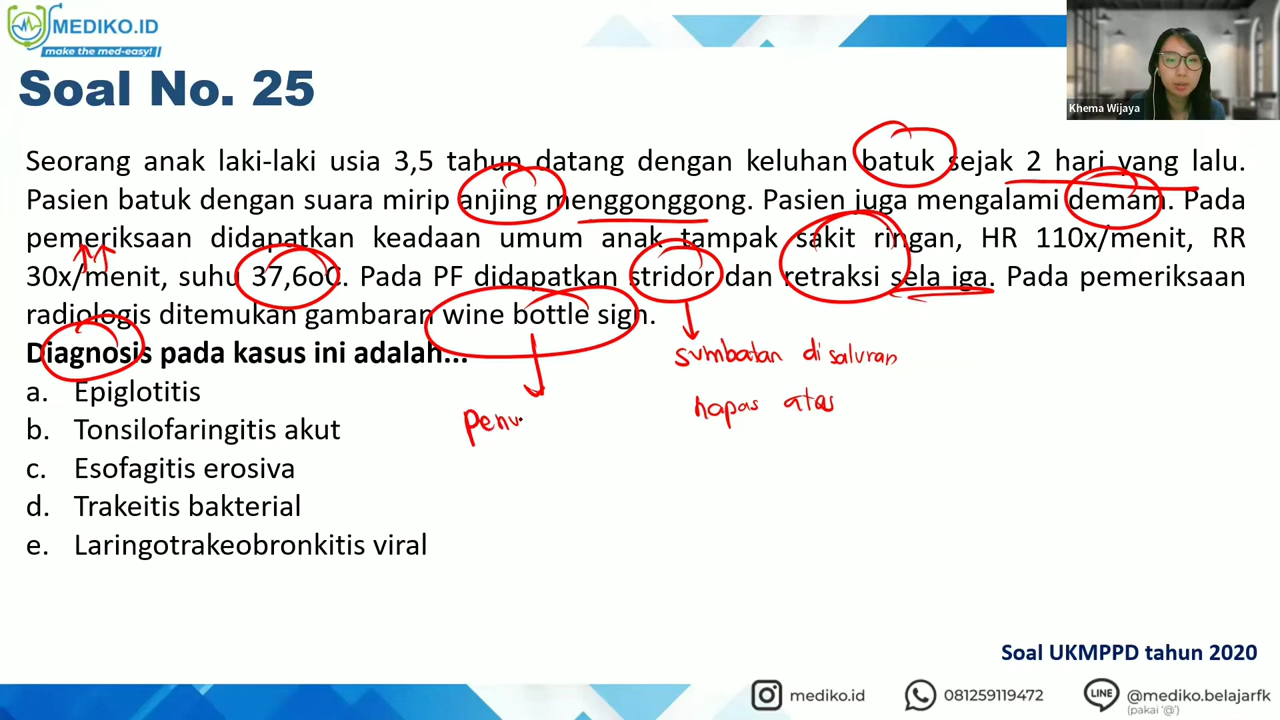 MEDIKO.ID
make the med-easy!
Soal No. 25
Khema Wijaya
Seorang anak laki-laki usia 3,5 tahun datang dengan keluhan batuk sejak 2 hari yang lalu.
Pasien batuk dengan suara mirip anjing menggonggong. Pasien juga mengalami demam. Pada
pemeriksaan didapatkan keadaan umum anak tampak sakit ringan, HR 110x/menit, RR
30x/menit, suhu 37,6oC. Pada PF didapatkan stridor dan retraksi sela iga. Pada pemeriksaan
radiologis ditemukan gambaran wine bottle sign.
Diagnosis pada kasus ini adalah...
sumbatan di saluran
napas atas
a. Epiglotitis
b. Tonsilofaringitis akut
c. Esofagitis erosiva
d. Trakeitis bakterial
e. Laringotrakeobronkitis viral
Soal UKMPPD tahun 2020
mediko.id
081259119472
LINE
@mediko.belajarfk
(pakai '@')